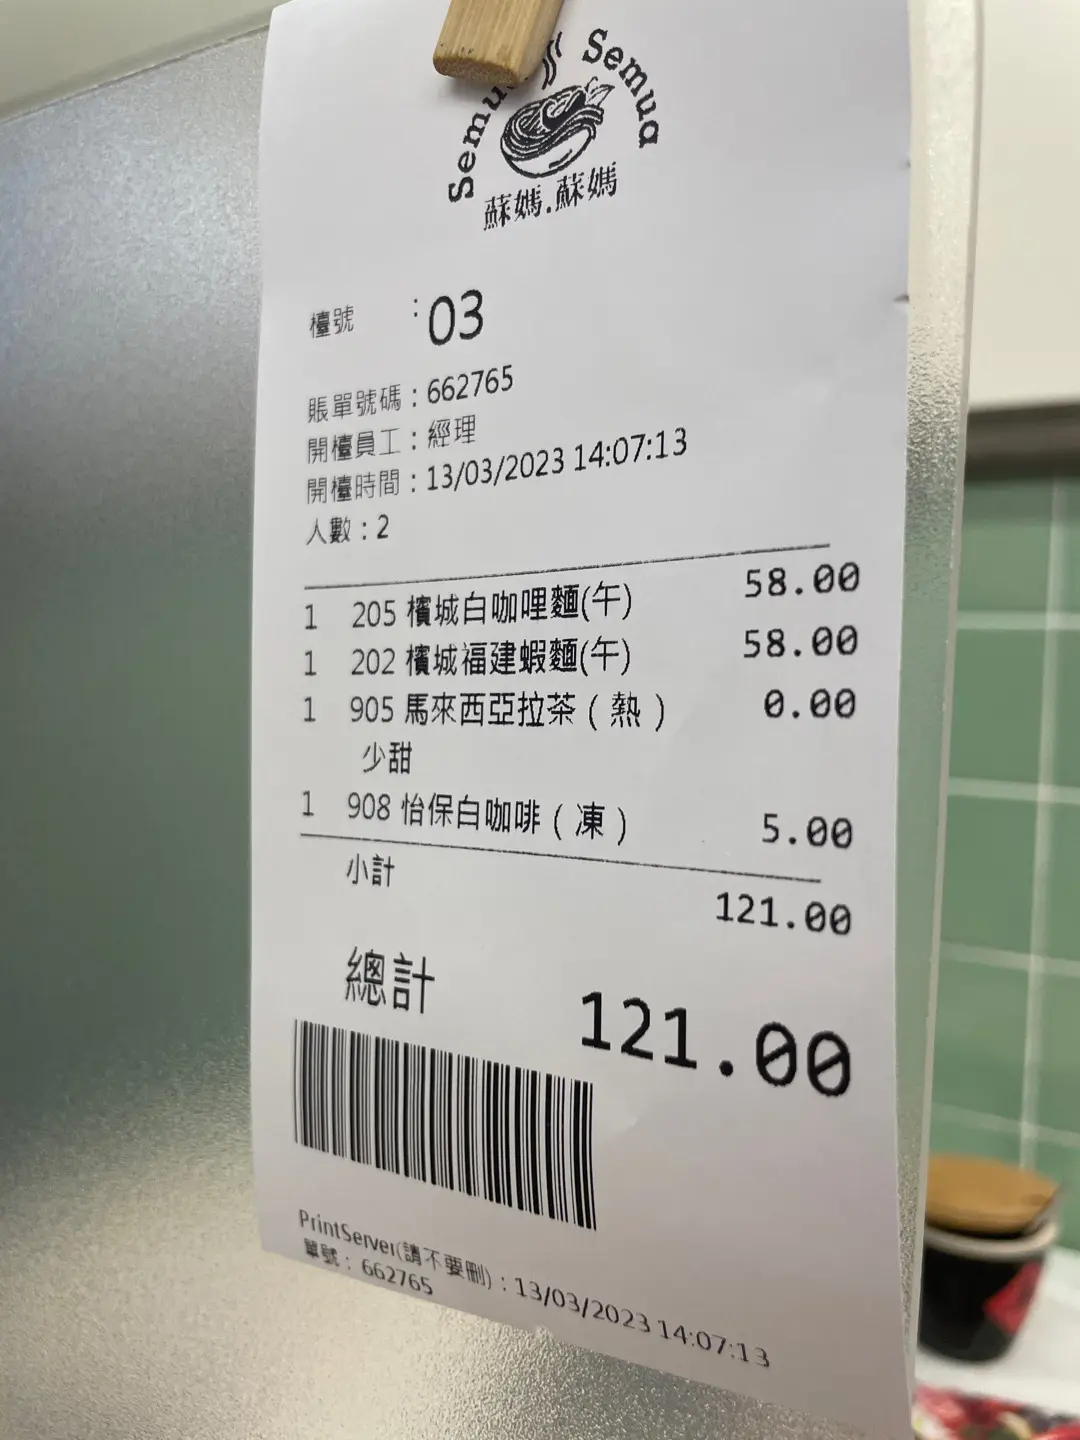 Semua Semua
蘇媽.蘇媽
檯號 : 03
賬單號碼 : 662765
開檯員工 : 經理
開檯時間 : 13/03/2023 14:07:13
人數 : 2
1 205 檳城白咖哩麵(午) 58.00
1 202 檳城福建蝦麵(午) 58.00
1 905 馬來西亞拉茶 ( 熱 ) 0.00
少甜
1 908 怡保白咖啡 ( 凍 ) 5.00
小計 121.00
總計 121.00
PrintServer(請不要刪) : 13/03/2023 14:07:13
單號 : 662765